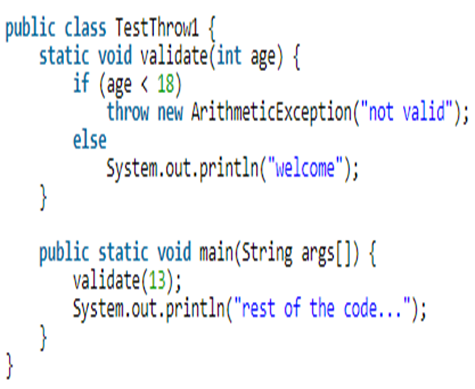 public class TestThrow1 {
    static void validate(int age) {
        if (age < 18)
            throw new ArithmeticException("not valid");
        else
            System.out.println("welcome");
    }

    public static void main(String args[]) {
        validate(13);
        System.out.println("rest of the code...");
    }
}